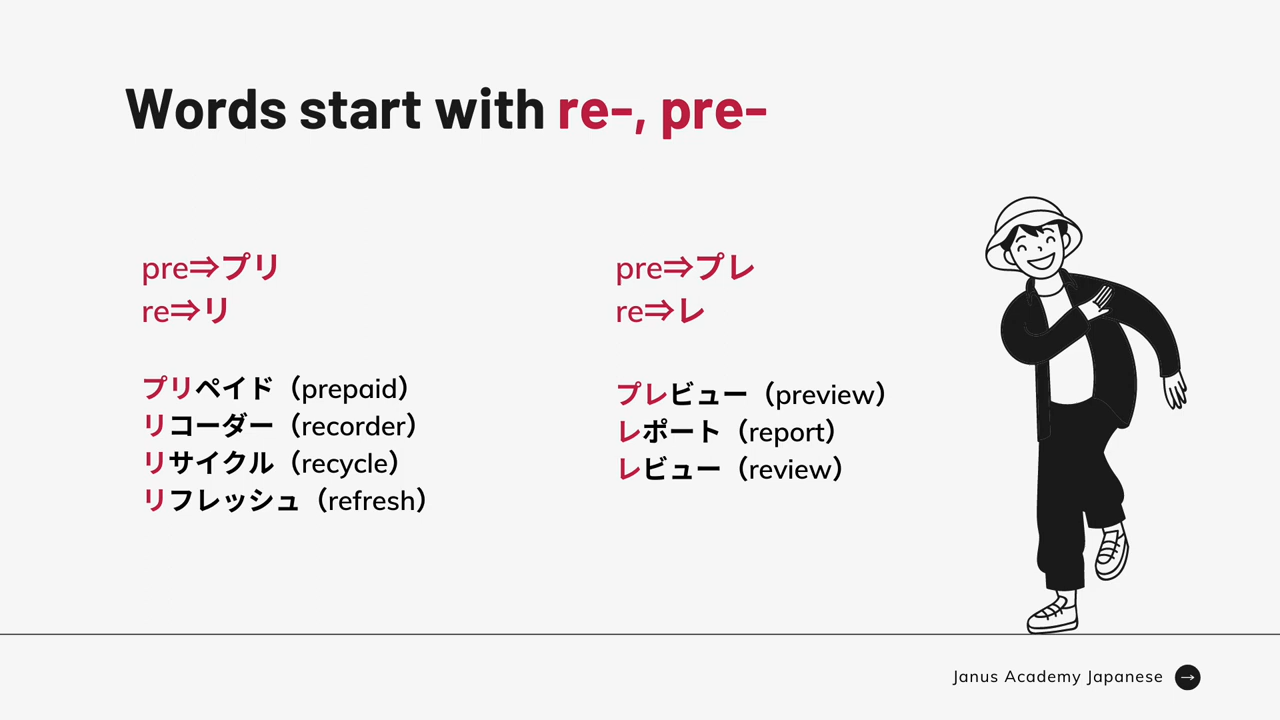 Words start with re-, pre-
pre⇒プリ
re⇒リ
プリペイド（prepaid）
リコーダー（recorder）
リサイクル（recycle）
リフレッシュ（refresh）
pre⇒プレ
re⇒レ
プレビュー（preview）
レポート（report）
レビュー（review）
Janus Academy Japanese